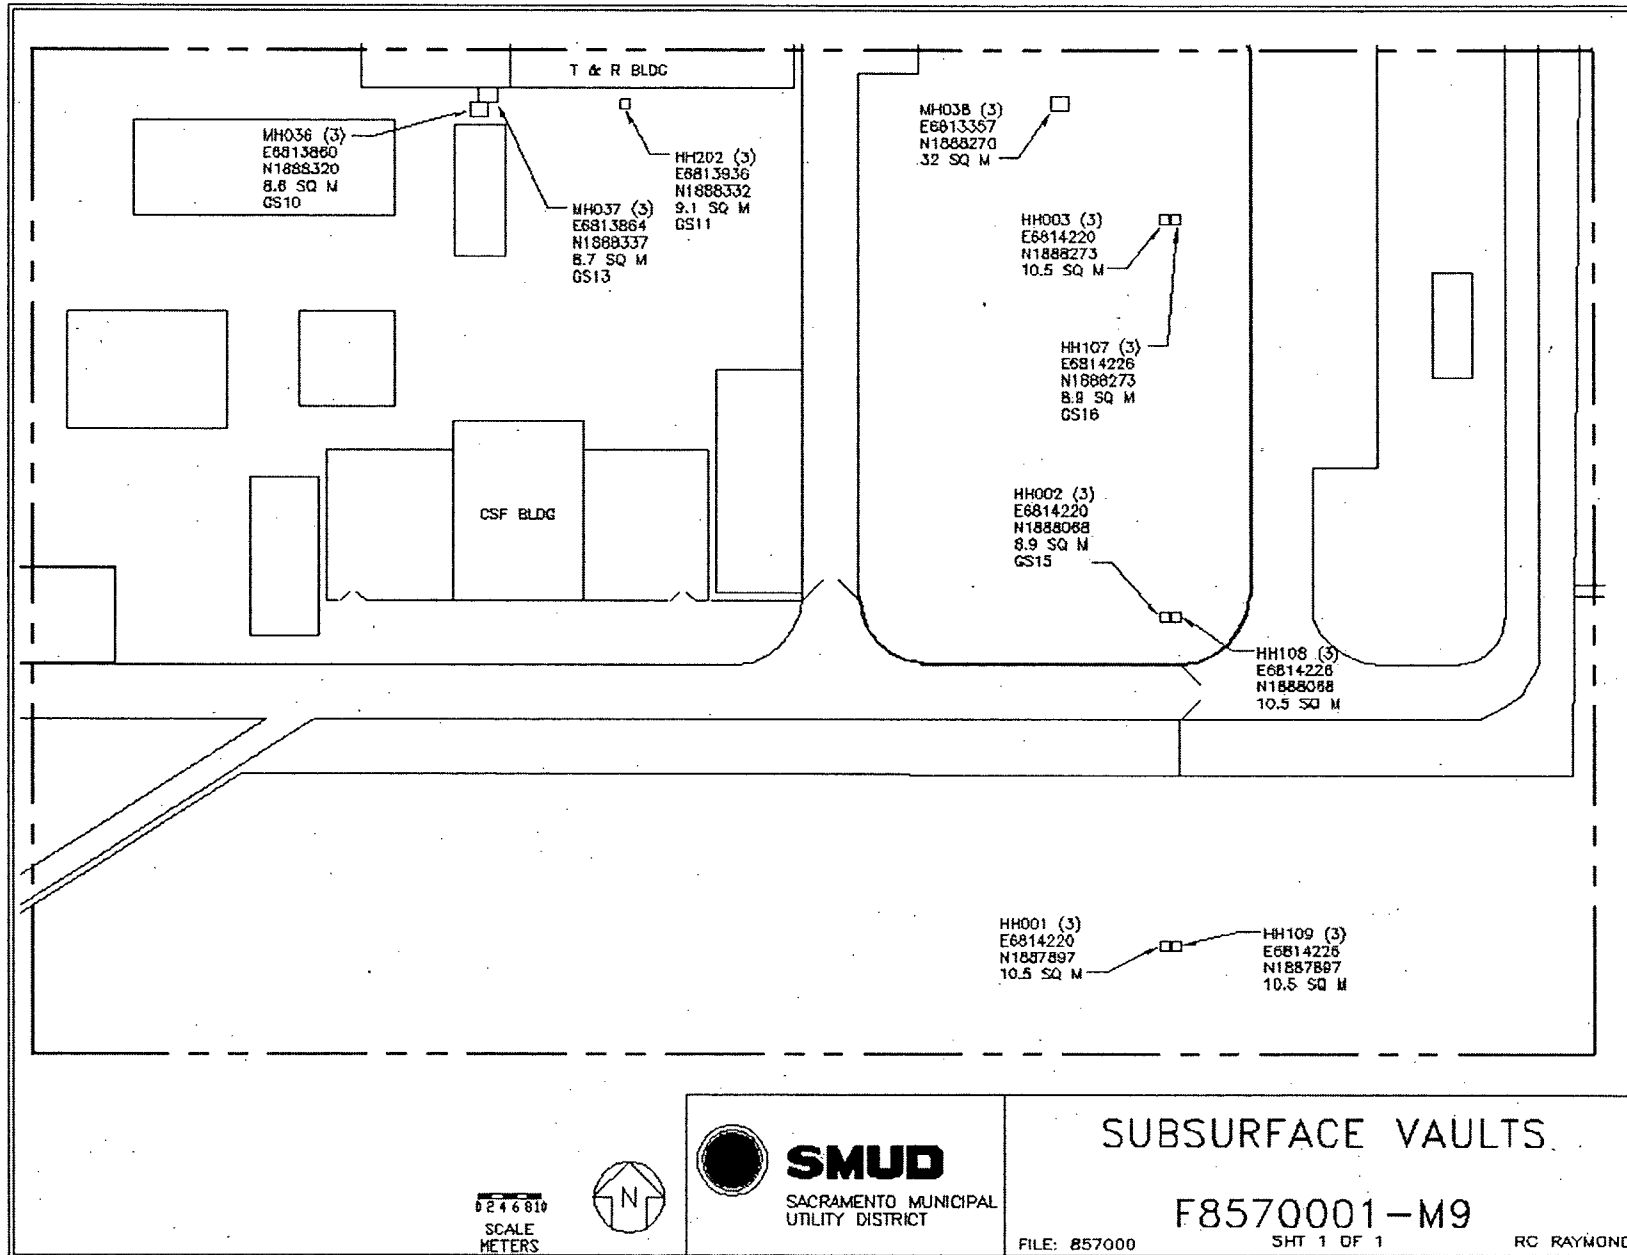 T & R BLDG
MH036 (3)
E6813860
N1888320
8.6 SQ M
GS10
MH037 (3)
E6813864
N1888337
8.7 SQ M
GS13
HH202 (3)
E6813936
N1888332
9.1 SQ M
GS11
MH038 (3)
E6813357
N1888270
32 SQ M
HH003 (3)
E6814220
N1888273
10.5 SQ M
HH107 (3)
E6814226
N1888273
8.9 SQ M
GS16
CSF BLDG
HH002 (3)
E6814220
N1888068
8.9 SQ M
GS15
HH108 (3)
E6814226
N1888068
10.5 SQ M
HH001 (3)
E6814220
N1887897
10.5 SQ M
HH109 (3)
E6814226
N1887897
10.5 SQ M
0 2 4 6 8 10
SCALE
METERS
N
SMUD
SACRAMENTO MUNICIPAL
UTILITY DISTRICT
SUBSURFACE VAULTS
F8570001-M9
FILE: 857000
SHT 1 OF 1
RC RAYMOND